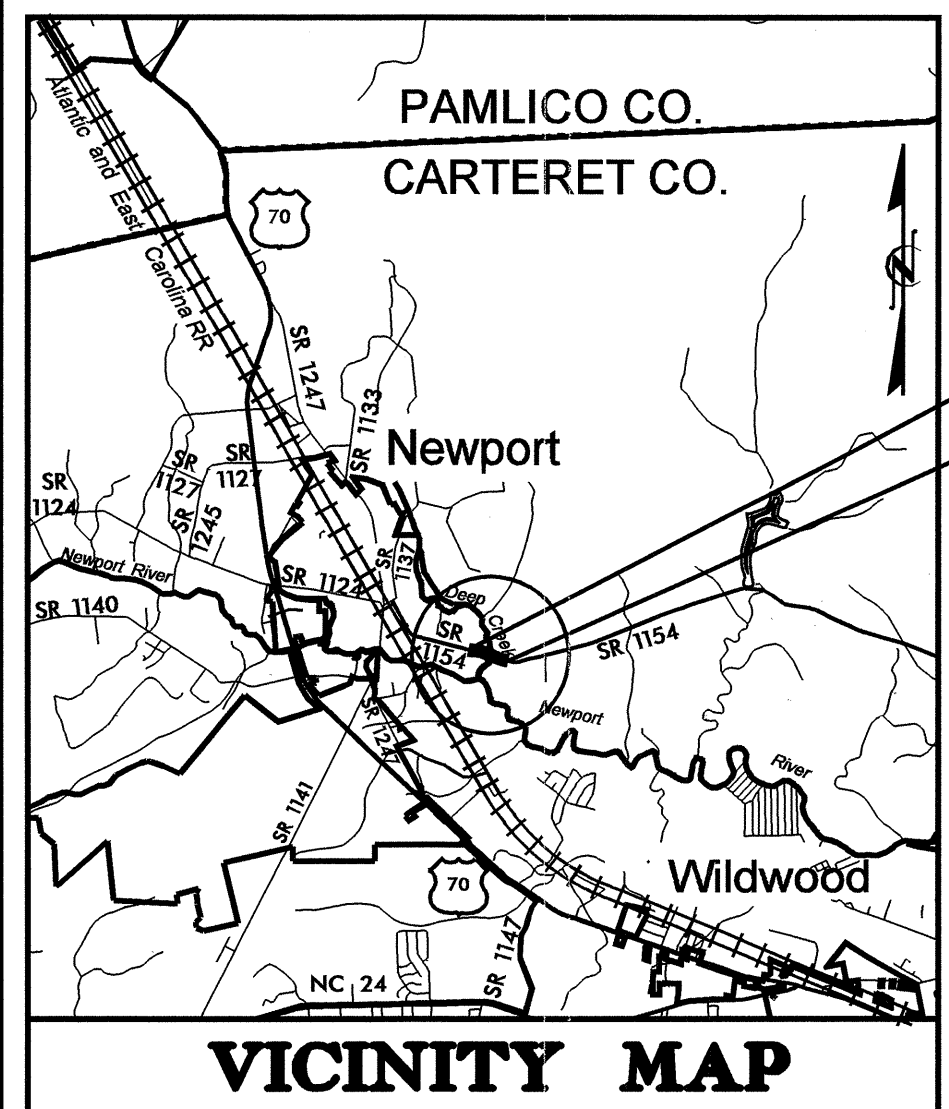 PAMLICO CO.
CARTERET CO.
Atlantic and East Carolina RR
70
N
SR 1247
SR 1133
Newport
SR
1127
SR
1127
SR
1124
SR
1245
SR
1137
Newport River
SR 1124
Deep
Creek
SR 1140
SR
1154
SR 1154
Newport
River
SR 1247
SR 1141
Wildwood
70
SR 1147
NC 24
VICINITY MAP